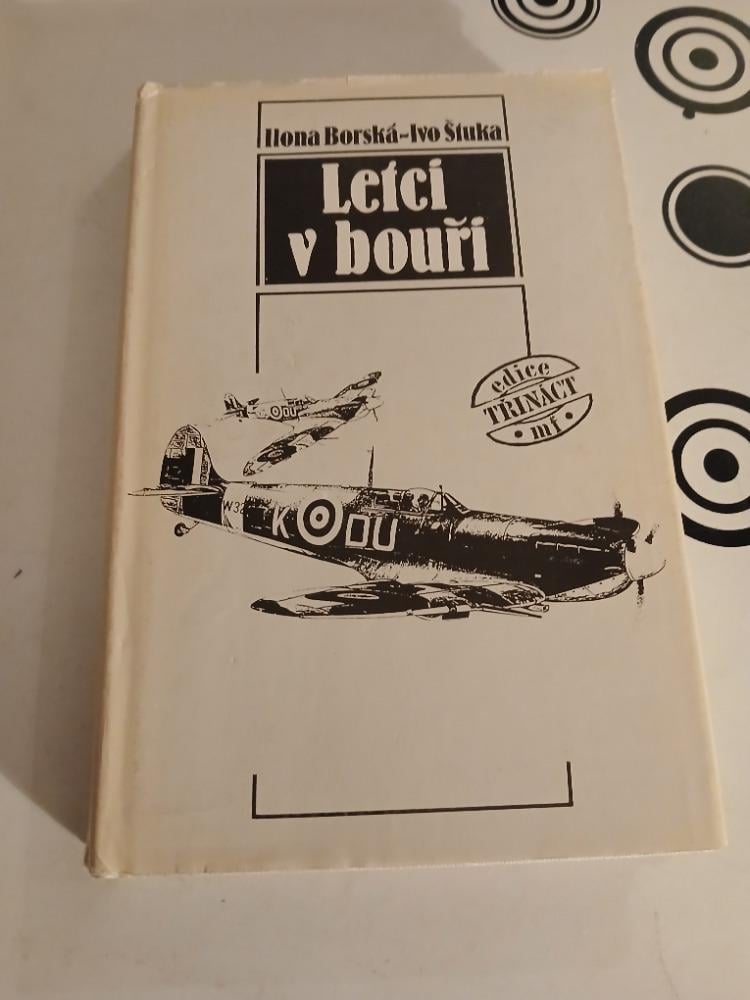 Ilona Borská-Ivo Štuka
Letci
v bouři
edice
TŘINÁCT
• mf •
DU
K DU